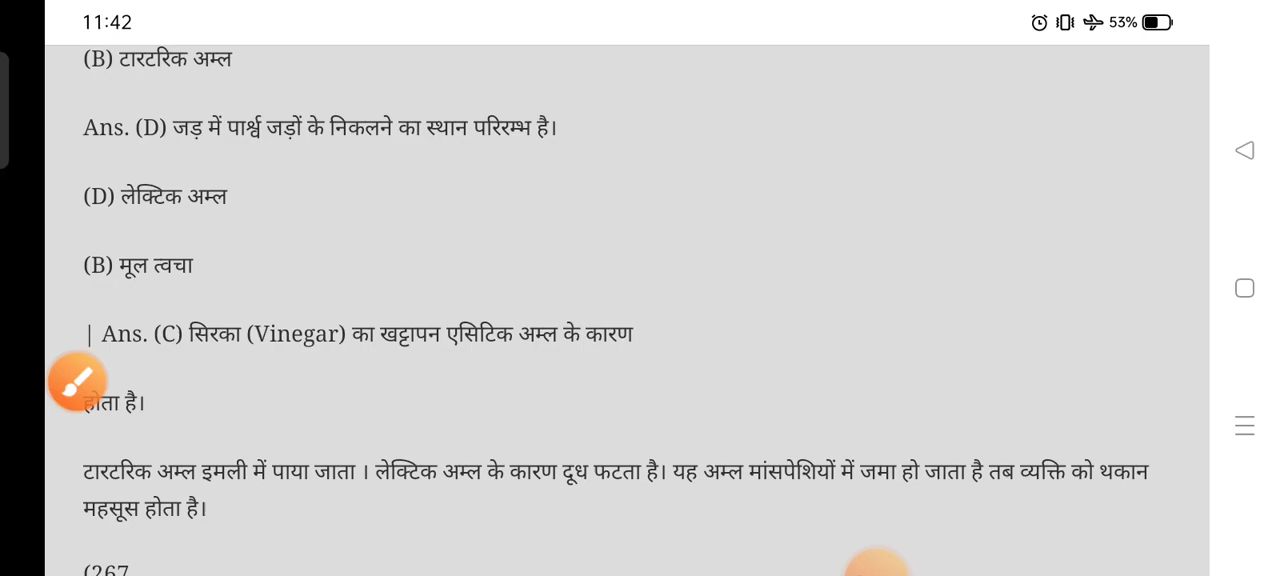 11:42
53%
(B) टारटरिक अम्ल
Ans. (D) जड़ में पार्श्व जड़ों के निकलने का स्थान परिरम्भ है।
(D) लेक्टिक अम्ल
(B) मूल त्वचा
| Ans. (C) सिरका (Vinegar) का खट्टापन एसिटिक अम्ल के कारण
होता है।
टारटरिक अम्ल इमली में पाया जाता । लेक्टिक अम्ल के कारण दूध फटता है। यह अम्ल मांसपेशियों में जमा हो जाता है तब व्यक्ति को थकान
महसूस होता है।
(267